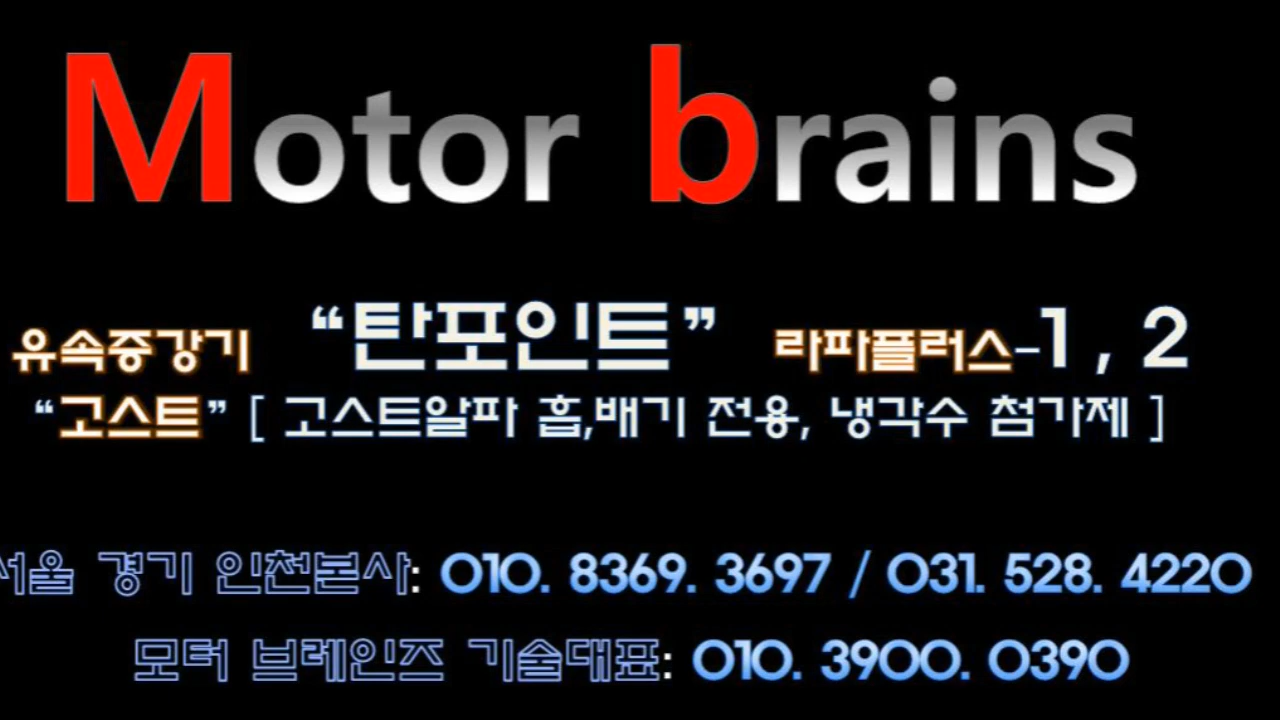 Motor brains
유속증강기 “탄포인트” 라파플러스-1 , 2
“고스트” [ 고스트알파 흡,배기 전용, 냉각수 첨가제 ]
서울 경기 인천본사: 010. 8369. 3697 / 031. 528. 4220
모터 브레인즈 기술대표: 010. 3900. 0390